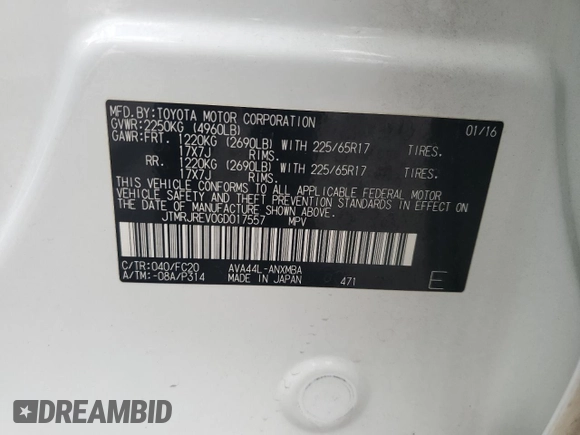 MFD.BY:TOYOTA MOTOR CORPORATION 01/16
GVWR:2250KG (4960LB)
GAWR:FRT. 1220KG (2690LB) WITH 225/65R17 TIRES.
17X7J RIMS.
RR. 1220KG (2690LB) WITH 225/65R17 TIRES.
17X7J RIMS.
THIS VEHICLE CONFORMS TO ALL APPLICABLE FEDERAL MOTOR
VEHICLE SAFETY AND THEFT PREVENTION STANDARDS IN EFFECT ON
THE DATE OF MANUFACTURE SHOWN ABOVE.
JTMRJREV0GD017557 MPV
C/TR:040/FC20 AVA44L-ANXMBA
A/TM:-08A/P314 MADE IN JAPAN 471 E
DREAMBID